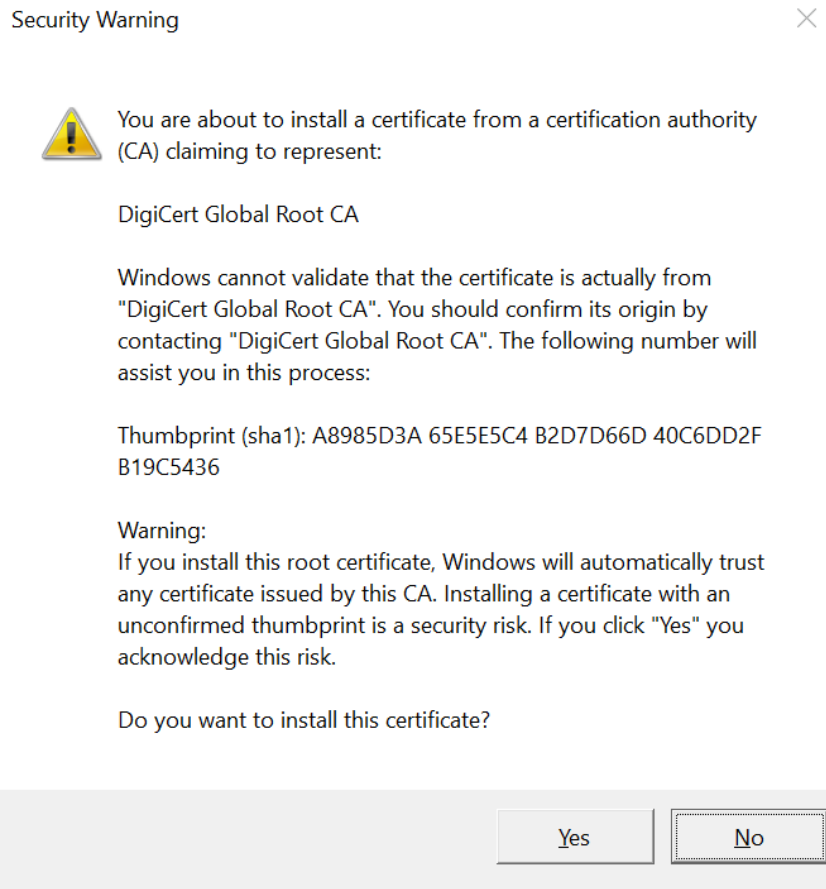 Security Warning
You are about to install a certificate from a certification authority
(CA) claiming to represent:
DigiCert Global Root CA
Windows cannot validate that the certificate is actually from
"DigiCert Global Root CA". You should confirm its origin by
contacting "DigiCert Global Root CA". The following number will
assist you in this process:
Thumbprint (sha1): A8985D3A 65E5E5C4 B2D7D66D 40C6DD2F
B19C5436
Warning:
If you install this root certificate, Windows will automatically trust
any certificate issued by this CA. Installing a certificate with an
unconfirmed thumbprint is a security risk. If you click "Yes" you
acknowledge this risk.
Do you want to install this certificate?
Yes
No